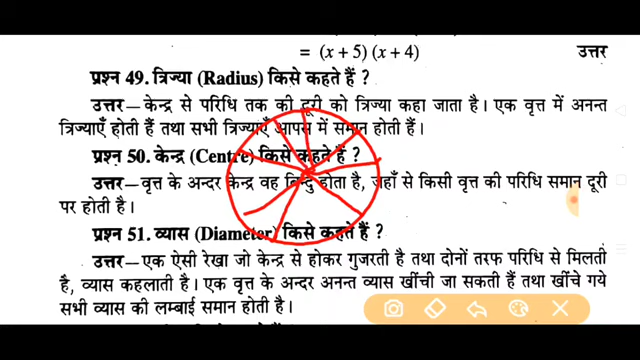 = (x + 5) (x + 4) उत्तर
प्रश्न 49. त्रिज्या (Radius) किसे कहते हैं ?
उत्तर – केन्द्र से परिधि तक की दूरी को त्रिज्या कहा जाता है। एक वृत्त में अनन्त
त्रिज्याएँ होती हैं तथा सभी त्रिज्याएँ आपस में समान होती हैं।
प्रश्न 50. केन्द्र (Centre) किसे कहते हैं ?
उत्तर – वृत्त के अन्दर केन्द्र वह बिन्दु होता है, जहाँ से किसी वृत्त की परिधि समान दूरी
पर होती है।
प्रश्न 51. व्यास (Diameter) किसे कहते हैं ?
उत्तर – एक ऐसी रेखा जो केन्द्र से होकर गुजरती है तथा दोनों तरफ परिधि से मिलती
है, व्यास कहलाती है। एक वृत्त के अन्दर अनन्त व्यास खींची जा सकती हैं तथा खींचे गये
सभी व्यास की लम्बाई समान होती है।